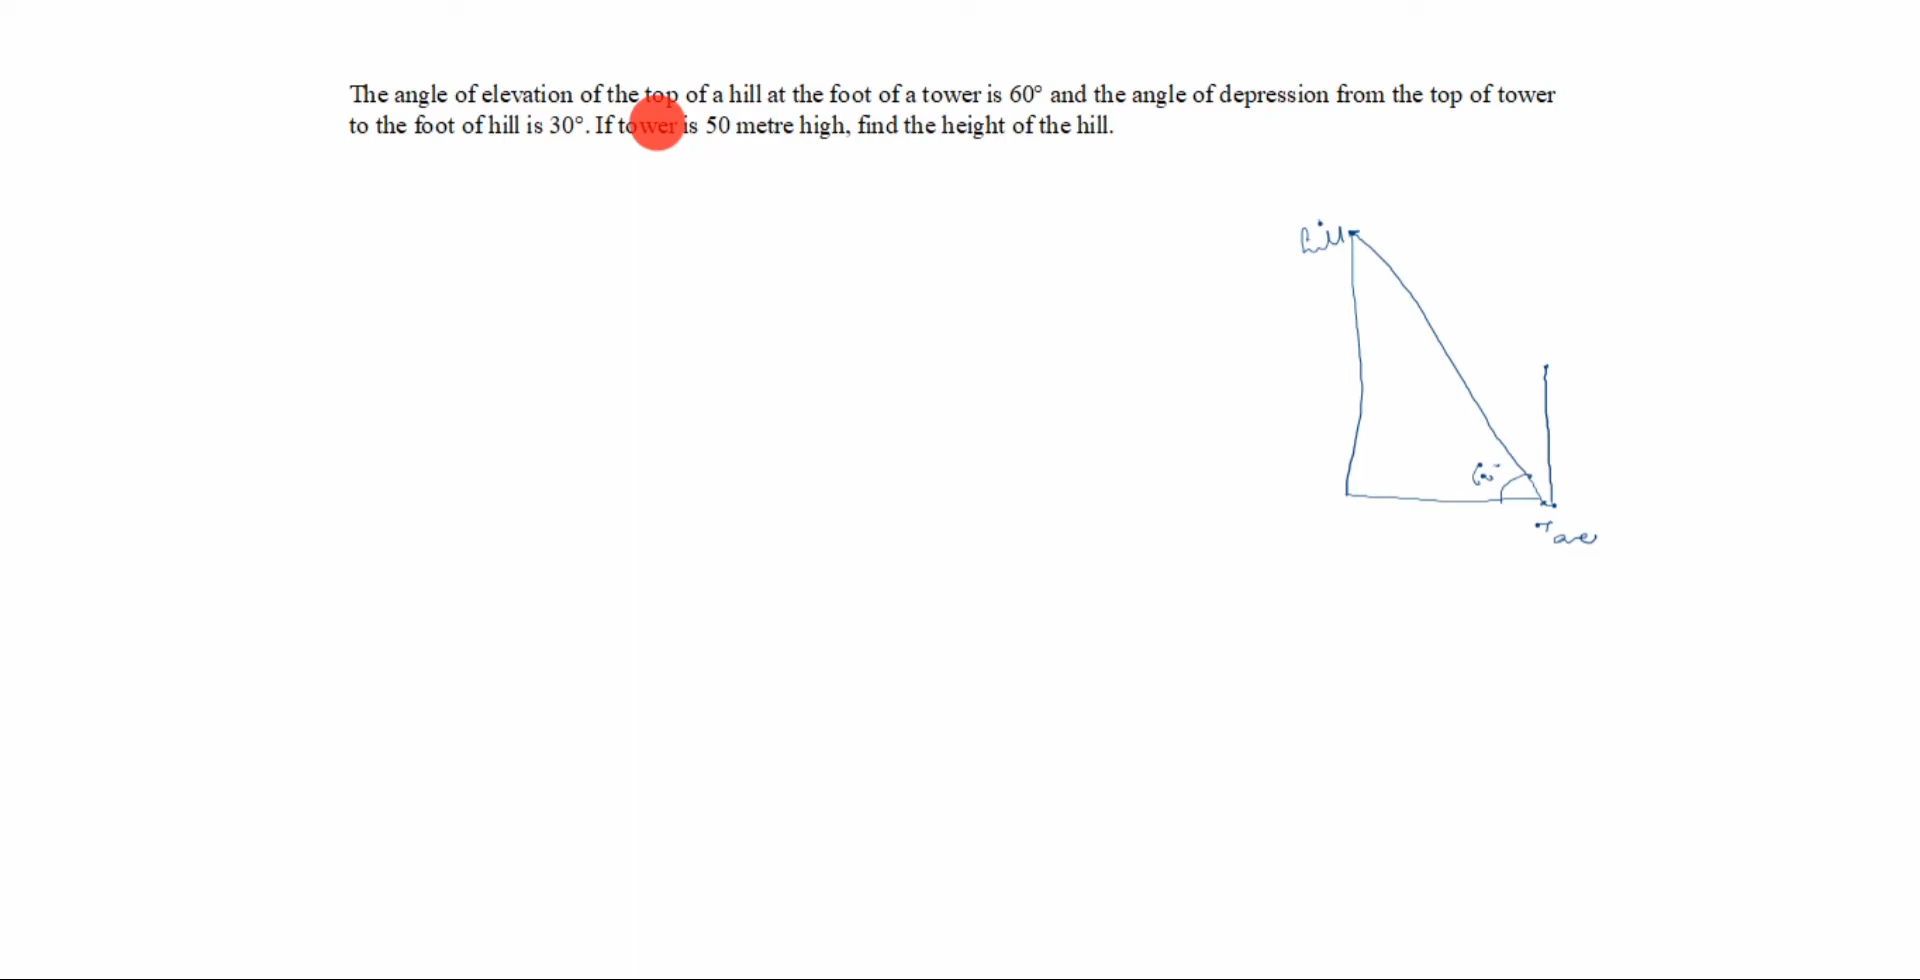 The angle of elevation of the top of a hill at the foot of a tower is 60° and the angle of depression from the top of tower
to the foot of hill is 30°. If tower is 50 metre high, find the height of the hill.
hill
60°